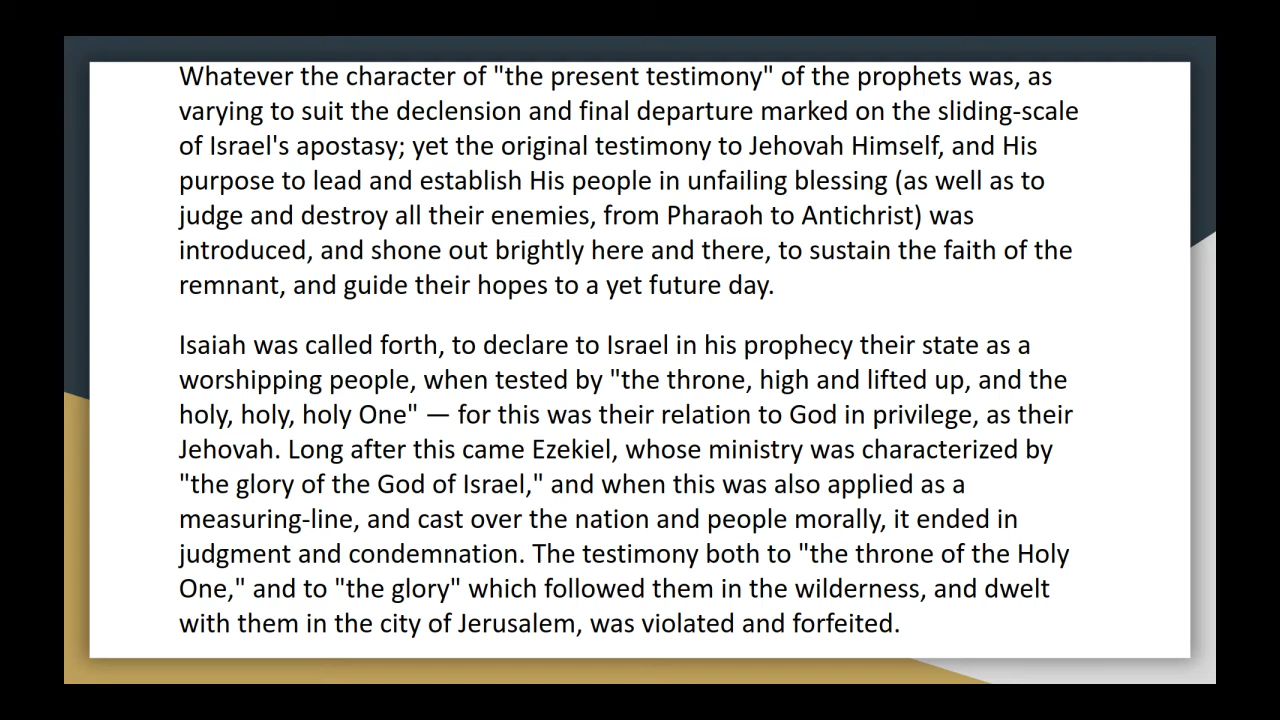 Whatever the character of "the present testimony" of the prophets was, as
varying to suit the declension and final departure marked on the sliding-scale
of Israel's apostasy; yet the original testimony to Jehovah Himself, and His
purpose to lead and establish His people in unfailing blessing (as well as to
judge and destroy all their enemies, from Pharaoh to Antichrist) was
introduced, and shone out brightly here and there, to sustain the faith of the
remnant, and guide their hopes to a yet future day.
Isaiah was called forth, to declare to Israel in his prophecy their state as a
worshipping people, when tested by "the throne, high and lifted up, and the
holy, holy, holy One" — for this was their relation to God in privilege, as their
Jehovah. Long after this came Ezekiel, whose ministry was characterized by
"the glory of the God of Israel," and when this was also applied as a
measuring-line, and cast over the nation and people morally, it ended in
judgment and condemnation. The testimony both to "the throne of the Holy
One," and to "the glory" which followed them in the wilderness, and dwelt
with them in the city of Jerusalem, was violated and forfeited.